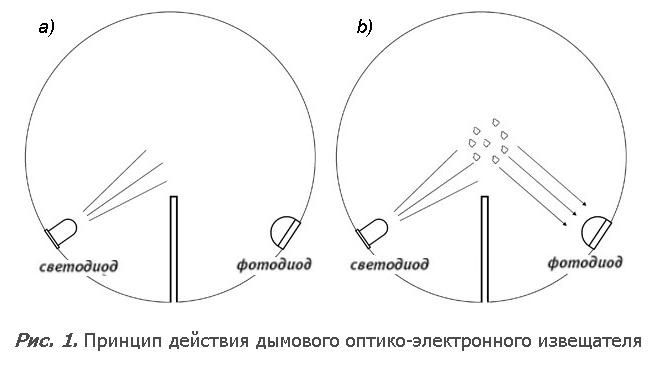 a)
b)
светодиод
фотодиод
светодиод
фотодиод
Рис. 1. Принцип действия дымового оптико-электронного извещателя